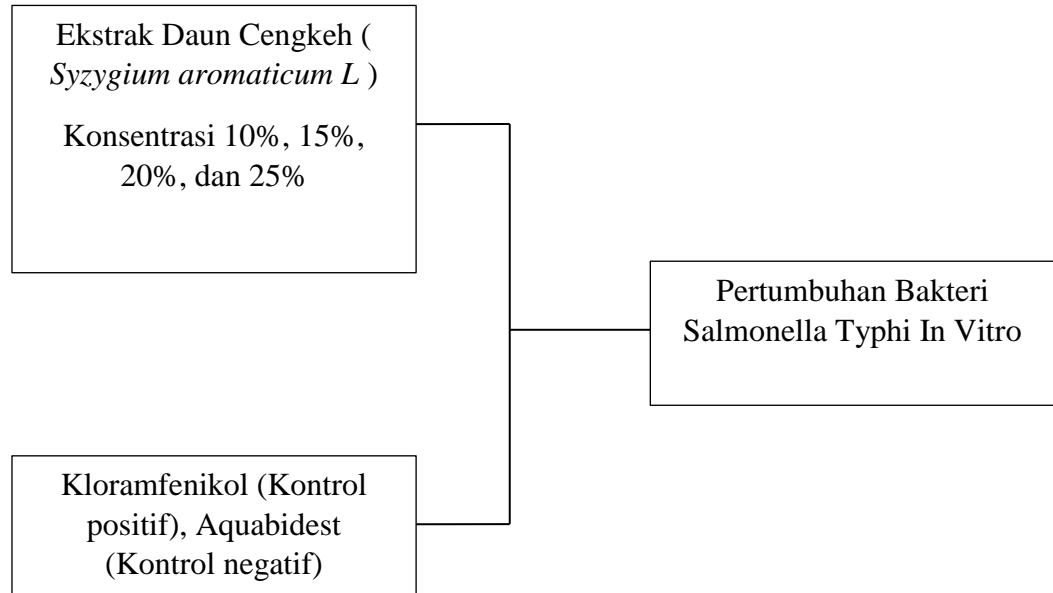 Ekstrak Daun Cengkeh (
Syzygium aromaticum L )
Konsentrasi 10%, 15%,
20%, dan 25%
Pertumbuhan Bakteri
Salmonella Typhi In Vitro
Kloramfenikol (Kontrol
positif), Aquabidest
(Kontrol negatif)